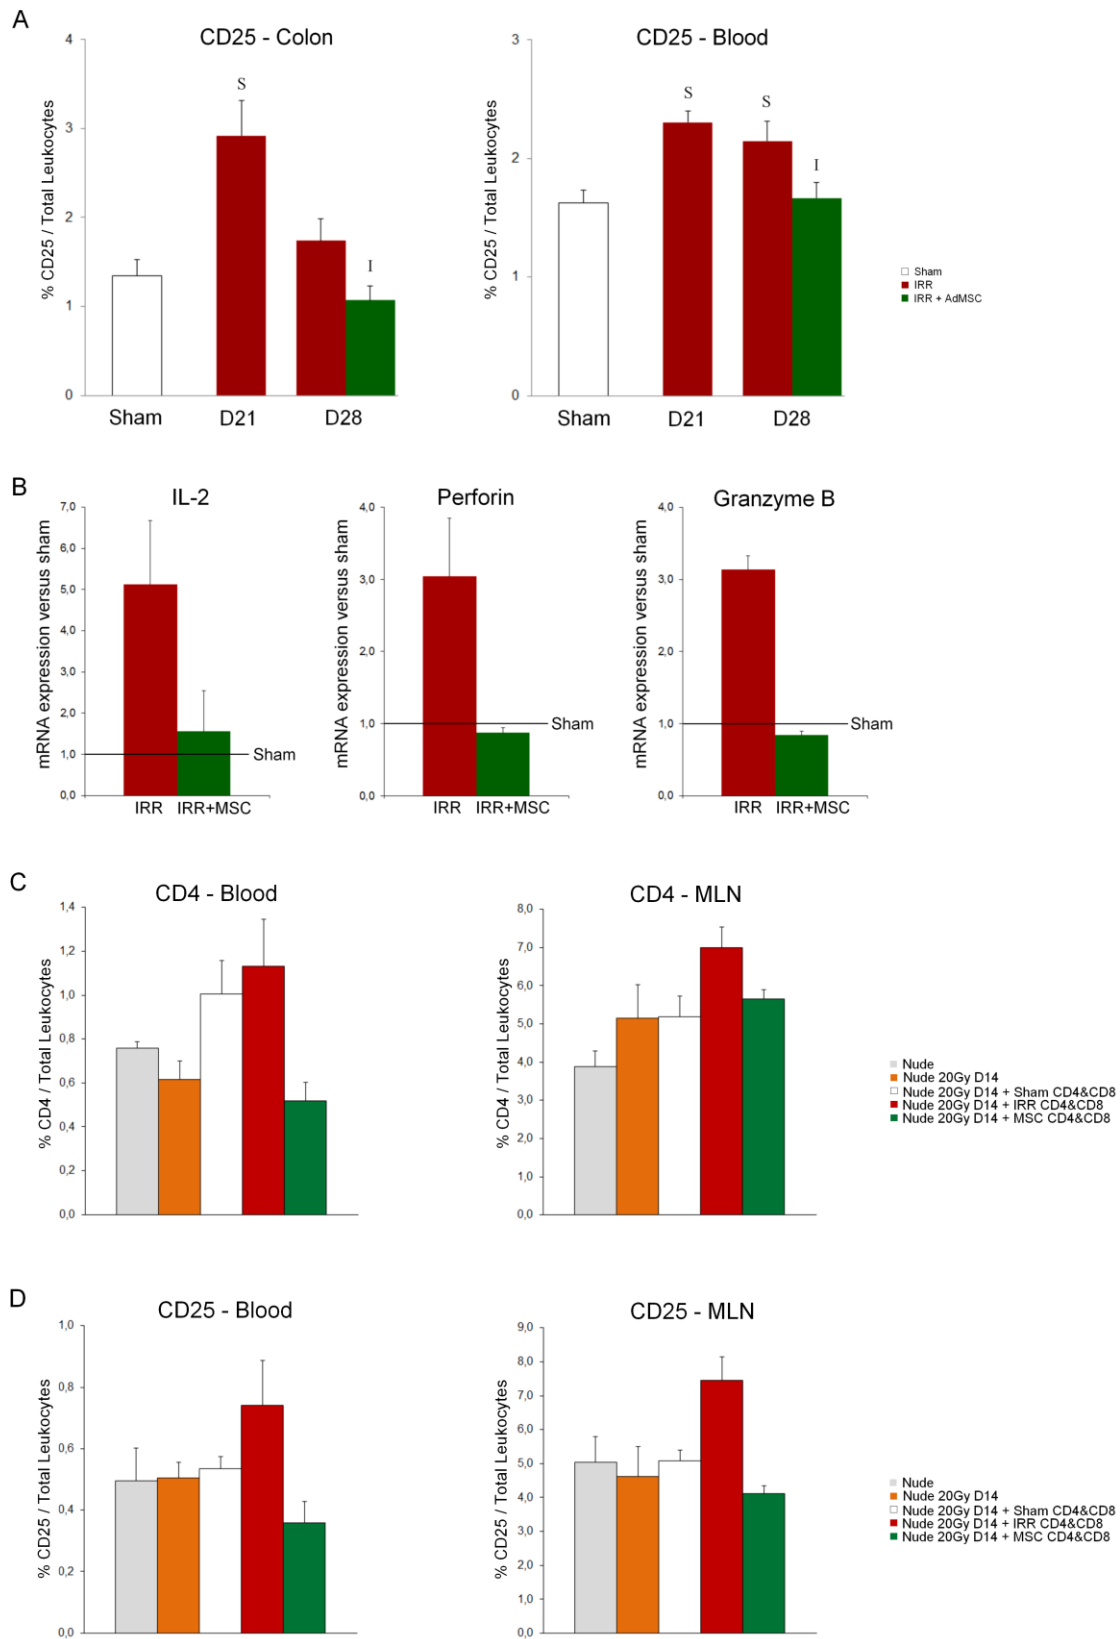 A
CD25 - Colon
% CD25 / Total Leukocytes
4
3
2
1
0
S
I
Sham
D21
D28
CD25 - Blood
% CD25 / Total Leukocytes
3
2
1
0
S
S
I
Sham
D21
D28
Sham
IRR
IRR + AdMSC
B
IL-2
mRNA expression versus sham
7,0
6,0
5,0
4,0
3,0
2,0
1,0
0,0
Sham
IRR IRR+MSC
Perforin
mRNA expression versus sham
4,0
3,0
2,0
1,0
0,0
Sham
IRR IRR+MSC
Granzyme B
mRNA expression versus sham
4,0
3,0
2,0
1,0
0,0
Sham
IRR IRR+MSC
C
CD4 - Blood
% CD4 / Total Leukocytes
1,4
1,2
1,0
0,8
0,6
0,4
0,2
0,0
CD4 - MLN
% CD4 / Total Leukocytes
8,0
7,0
6,0
5,0
4,0
3,0
2,0
1,0
0,0
Nude
Nude 20Gy D14
Nude 20Gy D14 + Sham CD4&CD8
Nude 20Gy D14 + IRR CD4&CD8
Nude 20Gy D14 + MSC CD4&CD8
D
CD25 - Blood
% CD25 / Total Leukocytes
1,0
0,8
0,6
0,4
0,2
0,0
CD25 - MLN
% CD25 / Total Leukocytes
9,0
8,0
7,0
6,0
5,0
4,0
3,0
2,0
1,0
0,0
Nude
Nude 20Gy D14
Nude 20Gy D14 + Sham CD4&CD8
Nude 20Gy D14 + IRR CD4&CD8
Nude 20Gy D14 + MSC CD4&CD8